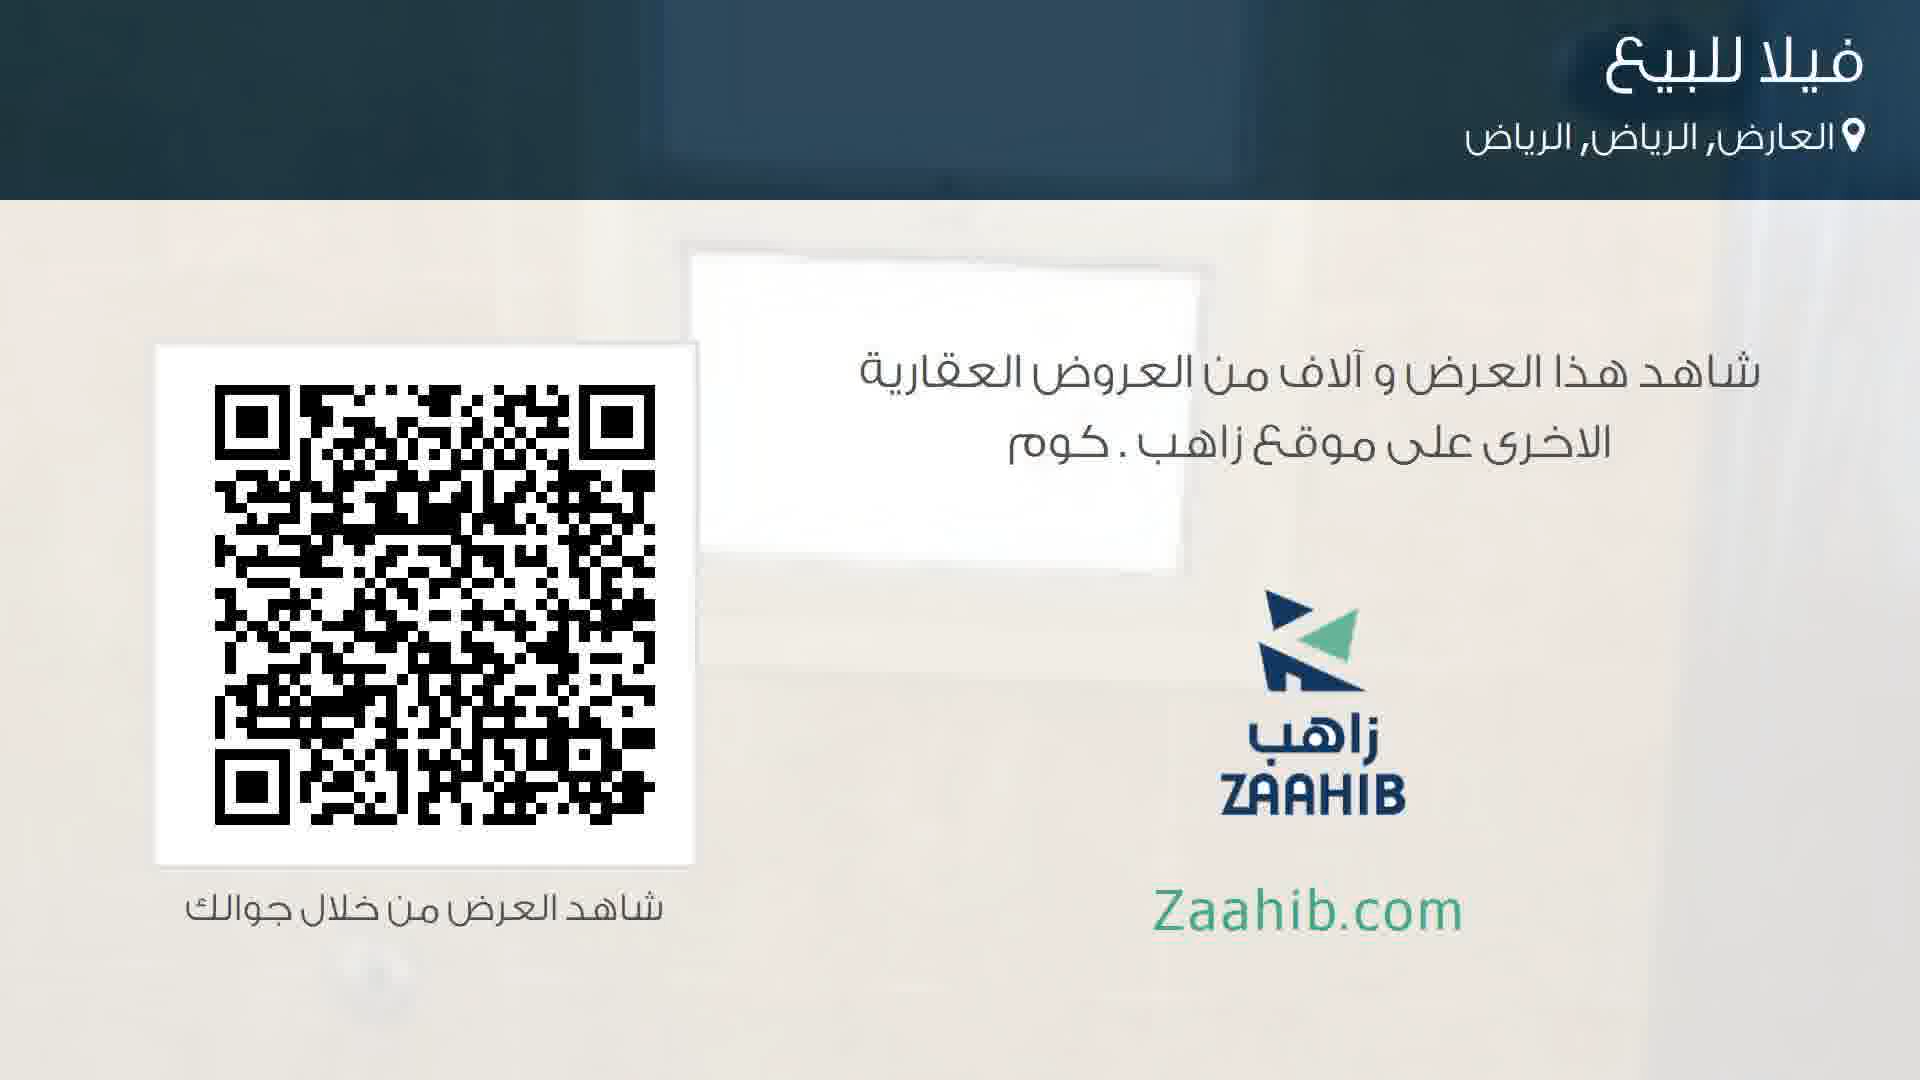 فيلا للبيع
العارض, الرياض, الرياض
شاهد هذا العرض و آلاف من العروض العقارية
الاخرى على موقع زاهب . كوم
زاهب
ZAAHIB
Zaahib.com
شاهد العرض من خلال جوالك